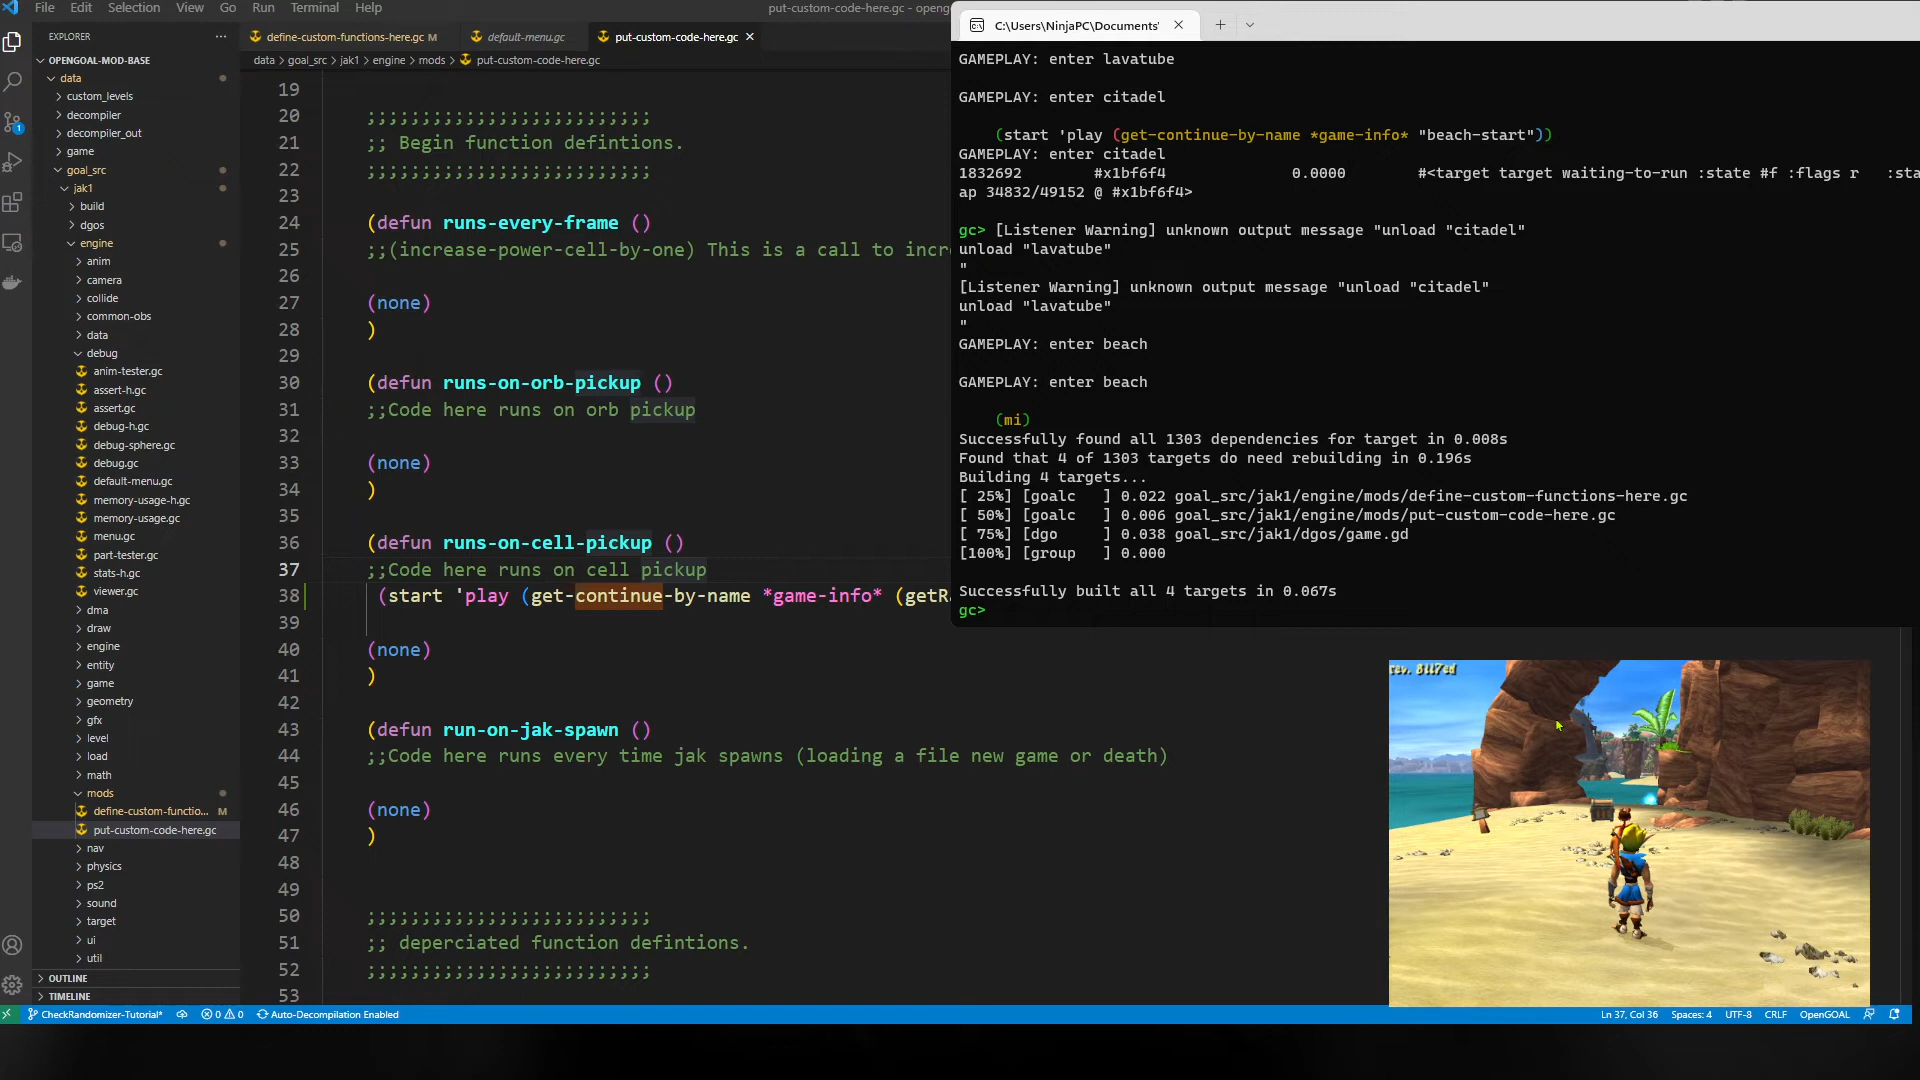 File Edit Selection View Go Run Terminal Help
put-custom-code-here.gc - openg
EXPLORER
OPENGOAL-MOD-BASE
data
custom_levels
decompiler
decompiler_out
game
goal_src
jak1
build
dgos
engine
anim
camera
collide
common-obs
data
debug
anim-tester.gc
assert-h.gc
assert.gc
debug-h.gc
debug-sphere.gc
debug.gc
default-menu.gc
memory-usage-h.gc
memory-usage.gc
menu.gc
part-tester.gc
stats-h.gc
viewer.gc
dma
draw
engine
entity
game
geometry
gfx
level
load
math
mods
define-custom-functio... M
put-custom-code-here.gc
nav
physics
ps2
sound
target
ui
util
OUTLINE
TIMELINE
define-custom-functions-here.gc M
default-menu.gc
put-custom-code-here.gc
data > goal_src > jak1 > engine > mods > put-custom-code-here.gc
19
20 ;;;;;;;;;;;;;;;;;;;;;;;;;;
21 ;; Begin function defintions.
22 ;;;;;;;;;;;;;;;;;;;;;;;;;;
23
24 (defun runs-every-frame ()
25 ;;(increase-power-cell-by-one) This is a call to incr
26
27 (none)
28 )
29
30 (defun runs-on-orb-pickup ()
31 ;;Code here runs on orb pickup
32
33 (none)
34 )
35
36 (defun runs-on-cell-pickup ()
37 ;;Code here runs on cell pickup
38 (start 'play (get-continue-by-name *game-info* (getRa
39
40 (none)
41 )
42
43 (defun run-on-jak-spawn ()
44 ;;Code here runs every time jak spawns (loading a file new game or death)
45
46 (none)
47 )
48
49
50 ;;;;;;;;;;;;;;;;;;;;;;;;;;
51 ;; deperciated function defintions.
52 ;;;;;;;;;;;;;;;;;;;;;;;;;;
53
C:\Users\NinjaPC\Documents'
GAMEPLAY: enter lavatube
GAMEPLAY: enter citadel
(start 'play (get-continue-by-name *game-info* "beach-start"))
GAMEPLAY: enter citadel
1832692 #x1bf6f4 0.0000 #<target target waiting-to-run :state #f :flags r :sta
ap 34832/49152 @ #x1bf6f4>
gc> [Listener Warning] unknown output message "unload "citadel"
unload "lavatube"
"
[Listener Warning] unknown output message "unload "citadel"
unload "lavatube"
"
GAMEPLAY: enter beach
GAMEPLAY: enter beach
(mi)
Successfully found all 1303 dependencies for target in 0.008s
Found that 4 of 1303 targets do need rebuilding in 0.196s
Building 4 targets...
[ 25%] [goalc ] 0.022 goal_src/jak1/engine/mods/define-custom-functions-here.gc
[ 50%] [goalc ] 0.006 goal_src/jak1/engine/mods/put-custom-code-here.gc
[ 75%] [dgo ] 0.038 goal_src/jak1/dgos/game.gd
[100%] [group ] 0.000
Successfully built all 4 targets in 0.067s
gc>
CheckRandomizer-Tutorial* 0 0 Auto-Decompilation Enabled
Ln 37, Col 36 Spaces: 4 UTF-8 CRLF OpenGOAL